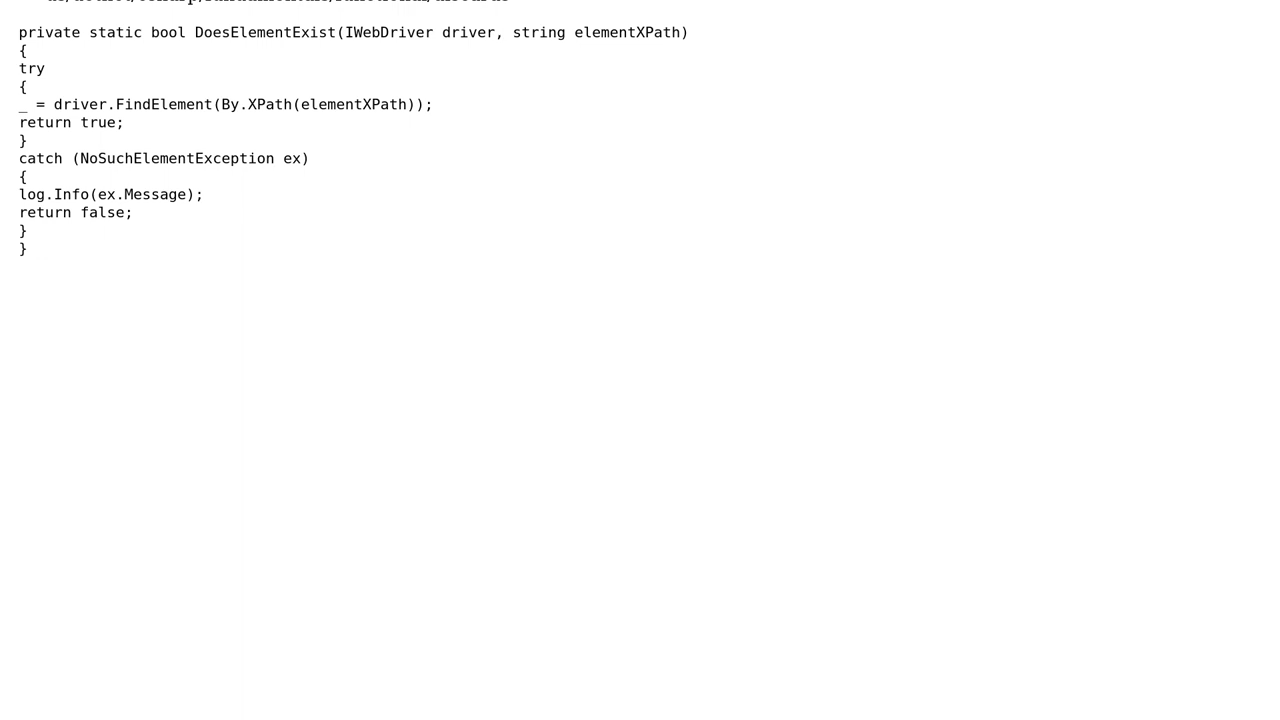 private static bool DoesElementExist(IWebDriver driver, string elementXPath)
{
try
{
_ = driver.FindElement(By.XPath(elementXPath));
return true;
}
catch (NoSuchElementException ex)
{
log.Info(ex.Message);
return false;
}
}